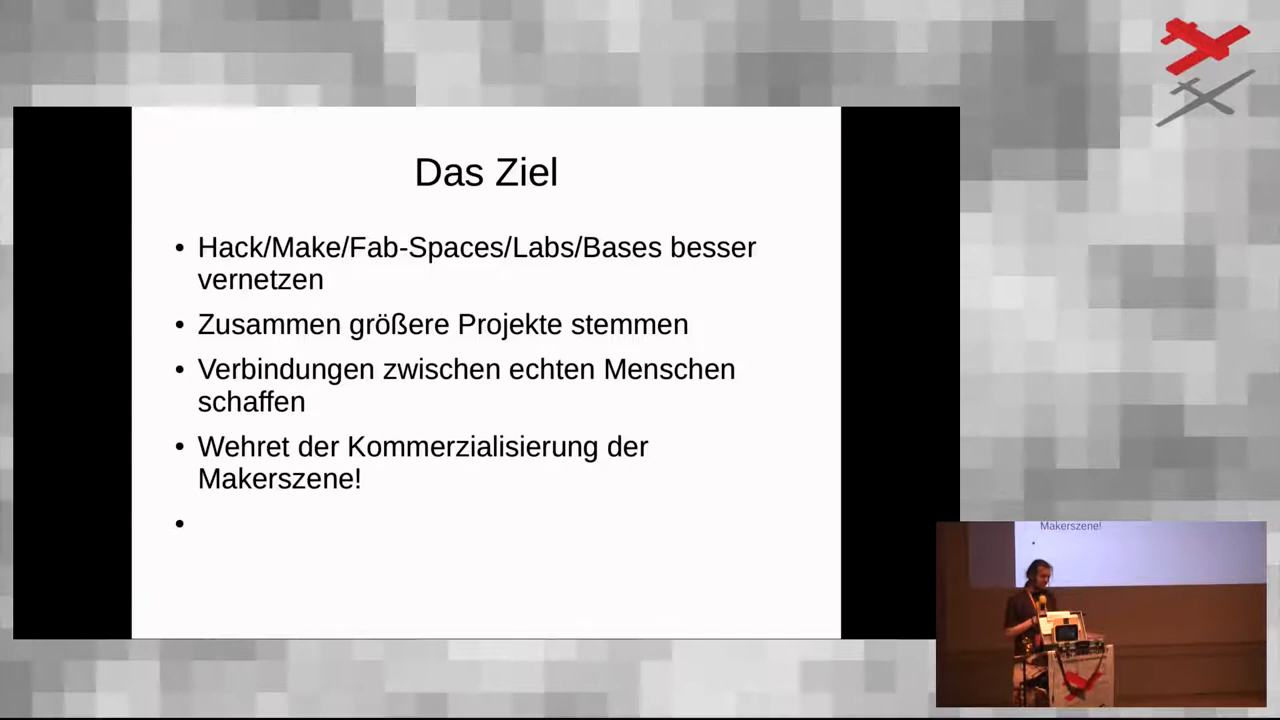 Das Ziel
• Hack/Make/Fab-Spaces/Labs/Bases besser
vernetzen
• Zusammen größere Projekte stemmen
• Verbindungen zwischen echten Menschen
schaffen
• Wehret der Kommerzialisierung der
Makerszene!
•
Makerszene!